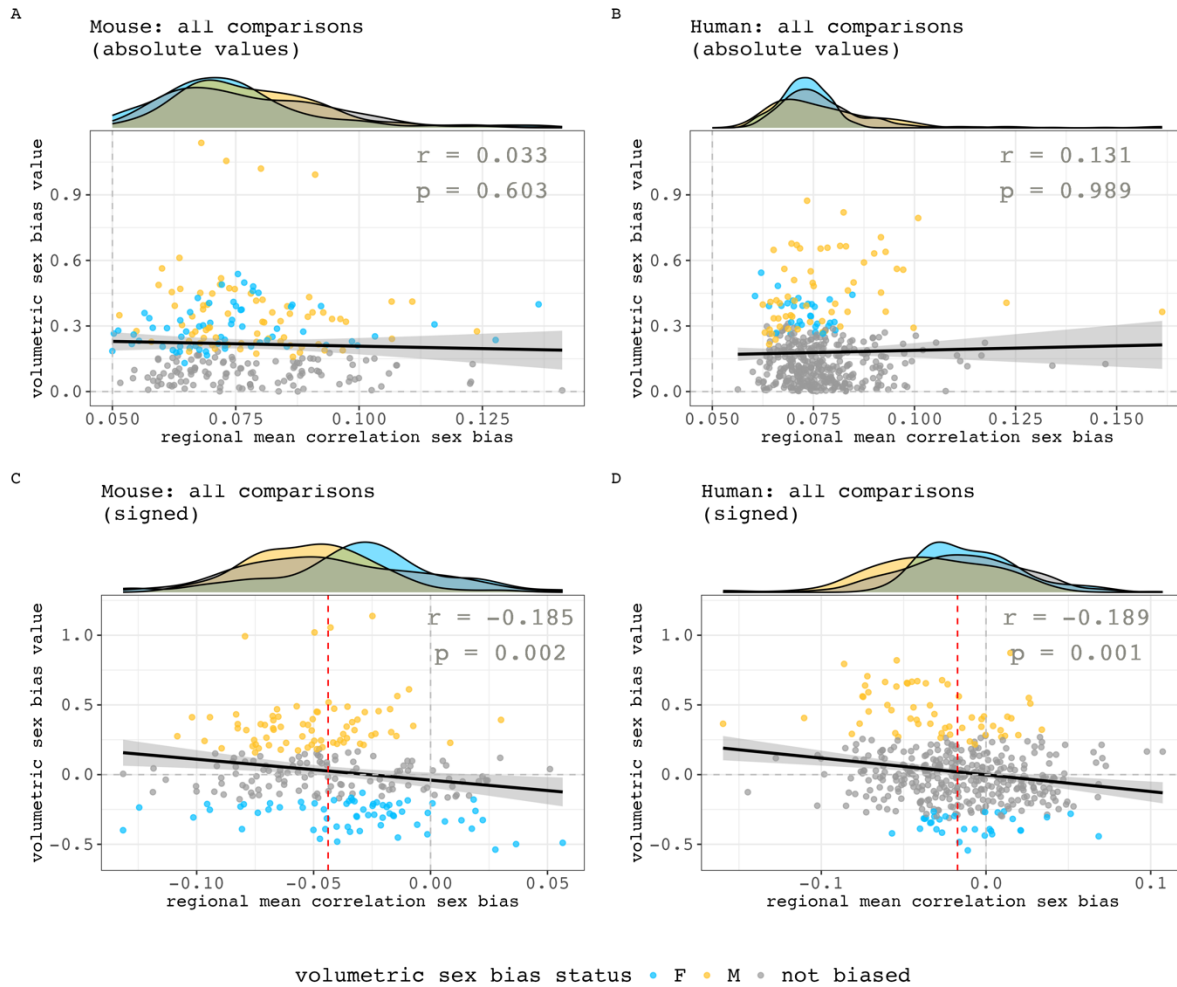 A
Mouse: all comparisons
(absolute values)
r = 0.033
p = 0.603
volumetric sex bias value
0.9
0.6
0.3
0.0
0.050
0.075
0.100
0.125
regional mean correlation sex bias
B
Human: all comparisons
(absolute values)
r = 0.131
p = 0.989
volumetric sex bias value
0.9
0.6
0.3
0.0
0.050
0.075
0.100
0.125
0.150
regional mean correlation sex bias
C
Mouse: all comparisons
(signed)
r = -0.185
p = 0.002
volumetric sex bias value
1.0
0.5
0.0
-0.5
-0.10
-0.05
0.00
0.05
regional mean correlation sex bias
D
Human: all comparisons
(signed)
r = -0.189
p = 0.001
volumetric sex bias value
1.0
0.5
0.0
-0.5
-0.1
0.0
0.1
regional mean correlation sex bias
volumetric sex bias status F M not biased